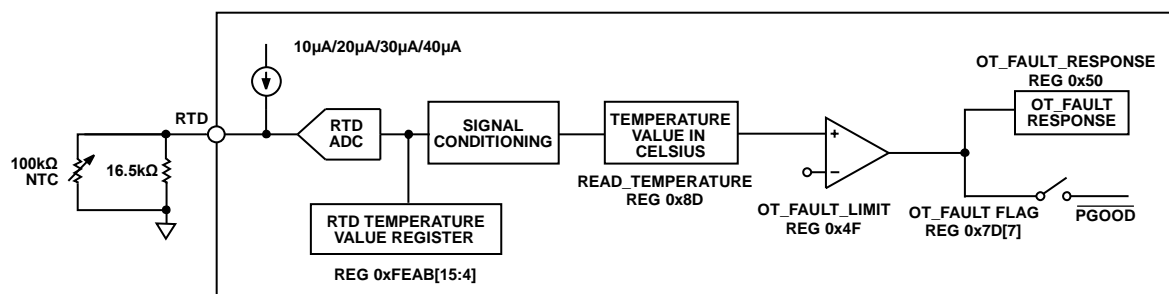 10µA/20µA/30µA/40µA
RTD
100kΩ
NTC
16.5kΩ
RTD
ADC
SIGNAL
CONDITIONING
TEMPERATURE
VALUE IN
CELSIUS
READ_TEMPERATURE
REG 0x8D
RTD TEMPERATURE
VALUE REGISTER
REG 0xFEAB[15:4]
+
–
OT_FAULT_LIMIT
REG 0x4F
OT_FAULT_RESPONSE
REG 0x50
OT_FAULT
RESPONSE
OT_FAULT FLAG
REG 0x7D[7]
PGOOD